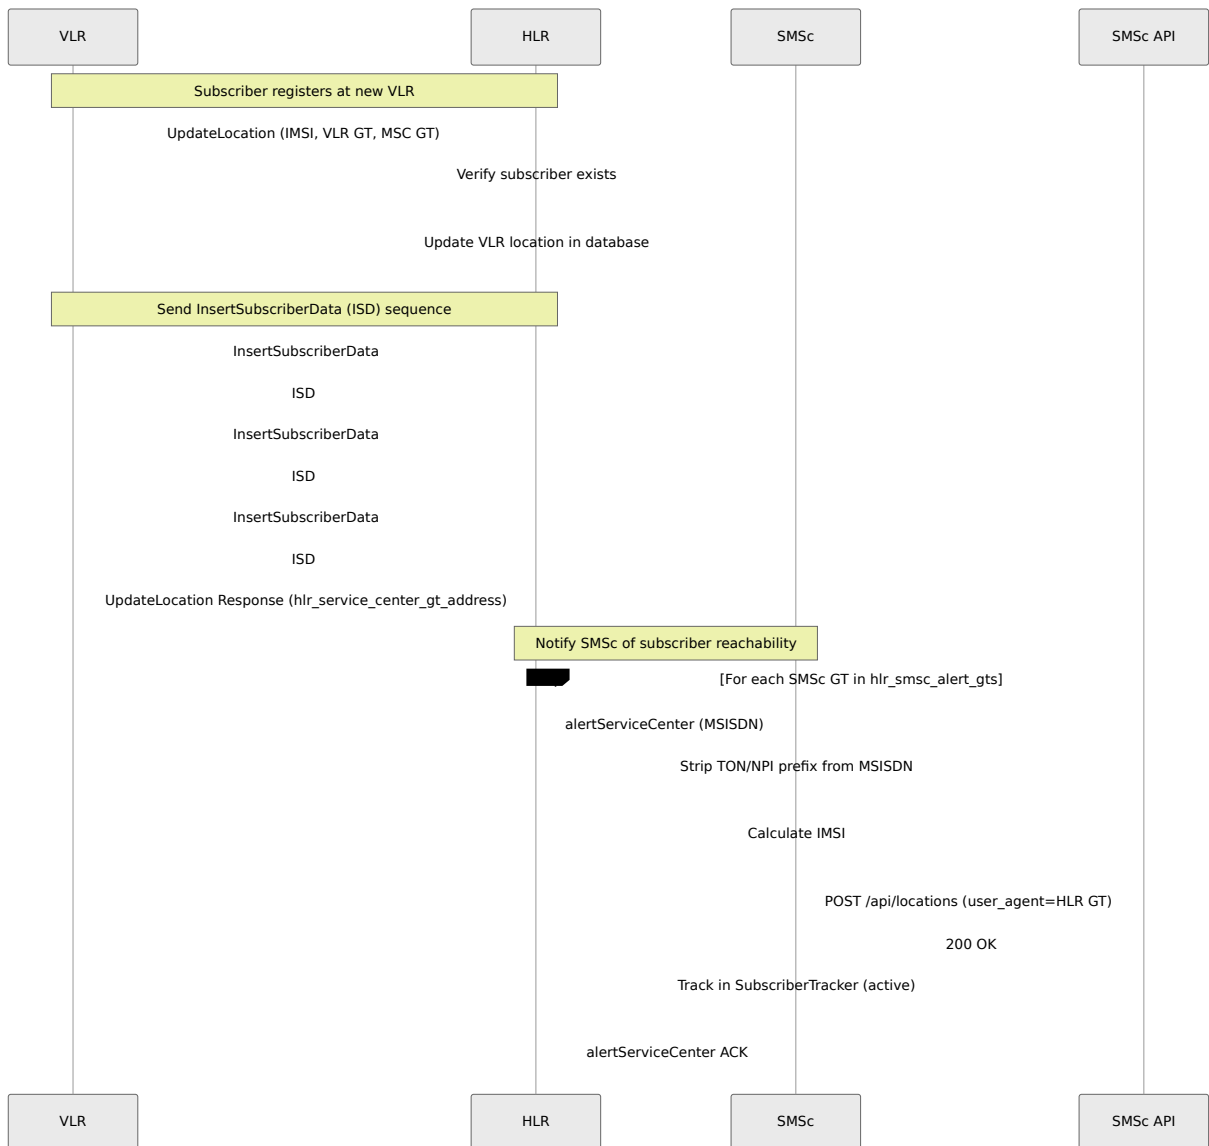 VLR HLR SMSc SMSc API
Subscriber registers at new VLR
UpdateLocation (IMSI, VLR GT, MSC GT)
Verify subscriber exists
Update VLR location in database
Send InsertSubscriberData (ISD) sequence
InsertSubscriberData
ISD
InsertSubscriberData
ISD
InsertSubscriberData
ISD
UpdateLocation Response (hlr_service_center_gt_address)
Notify SMSc of subscriber reachability
[For each SMSc GT in hlr_smsc_alert_gts]
alertServiceCenter (MSISDN)
Strip TON/NPI prefix from MSISDN
Calculate IMSI
POST /api/locations (user_agent=HLR GT)
200 OK
Track in SubscriberTracker (active)
alertServiceCenter ACK
VLR HLR SMSc SMSc API